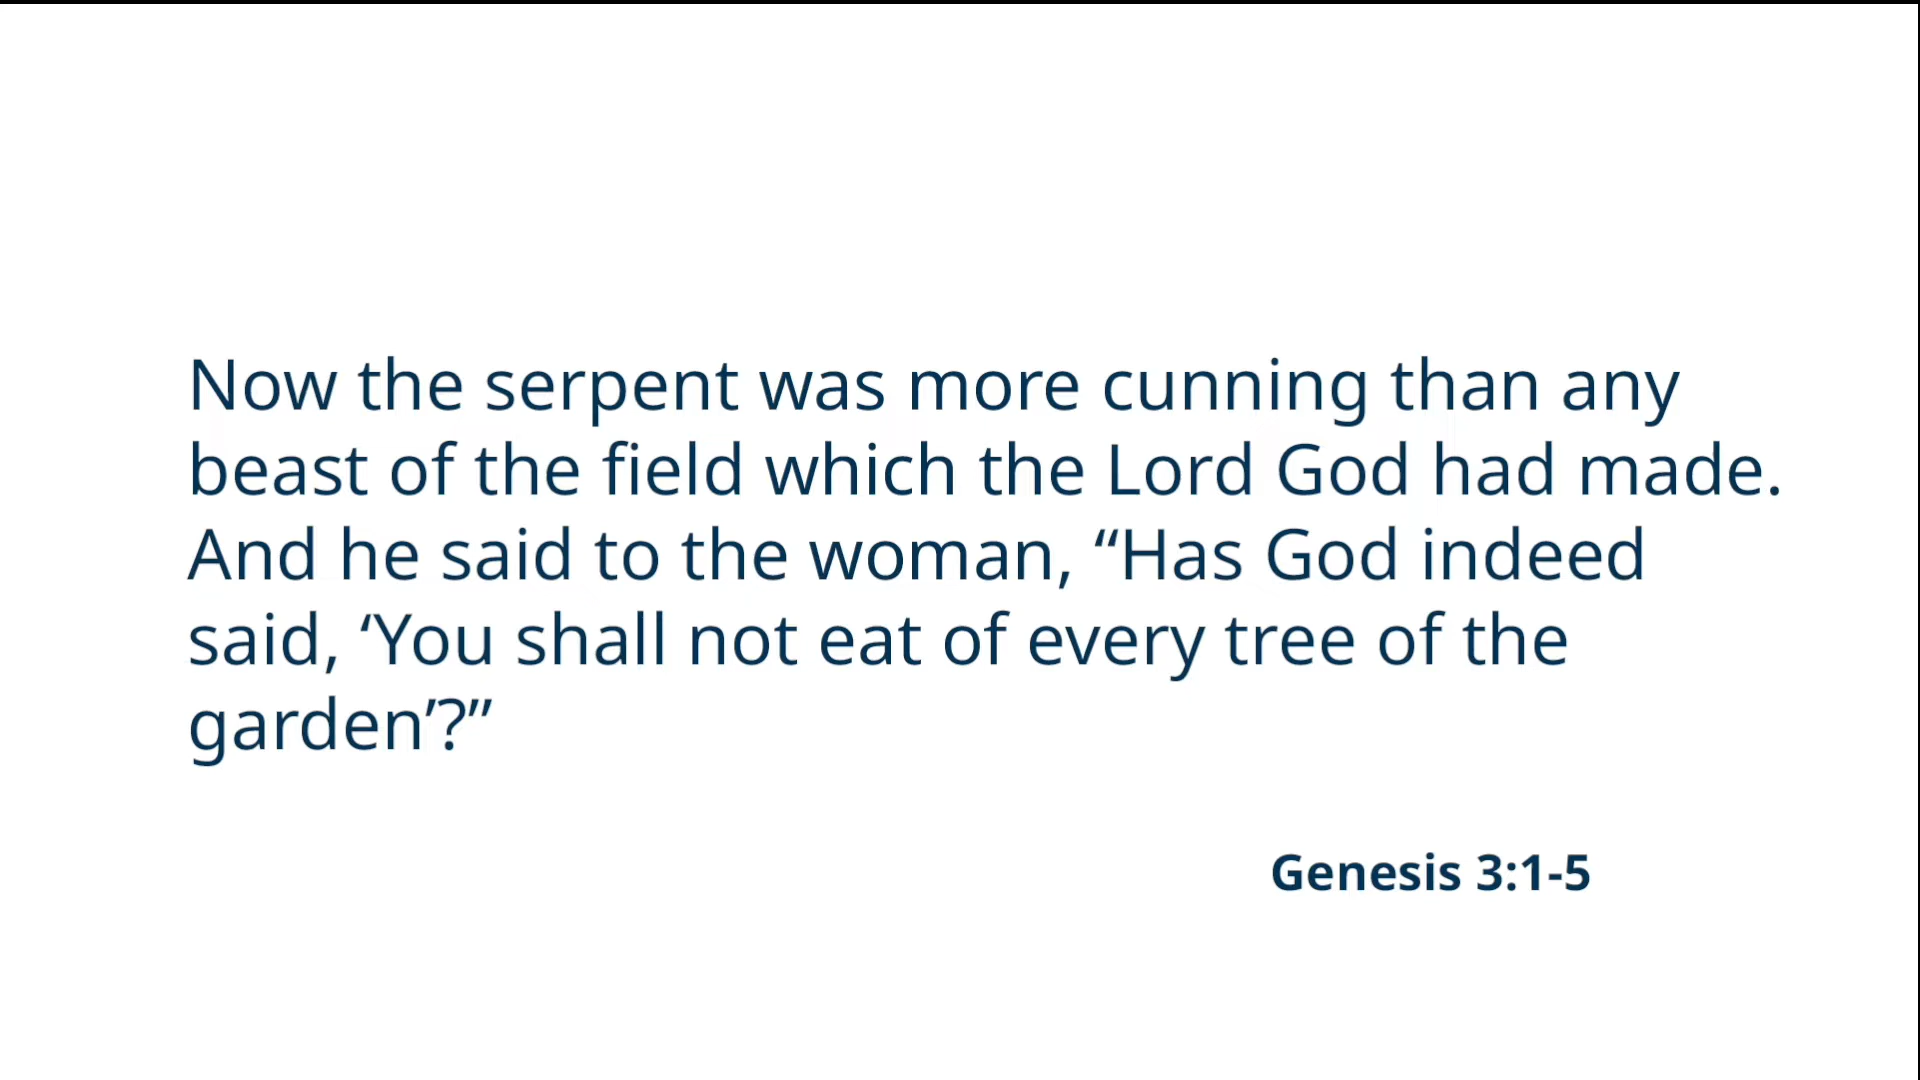 Now the serpent was more cunning than any
beast of the field which the Lord God had made.
And he said to the woman, “Has God indeed
said, ‘You shall not eat of every tree of the
garden’?”
Genesis 3:1-5